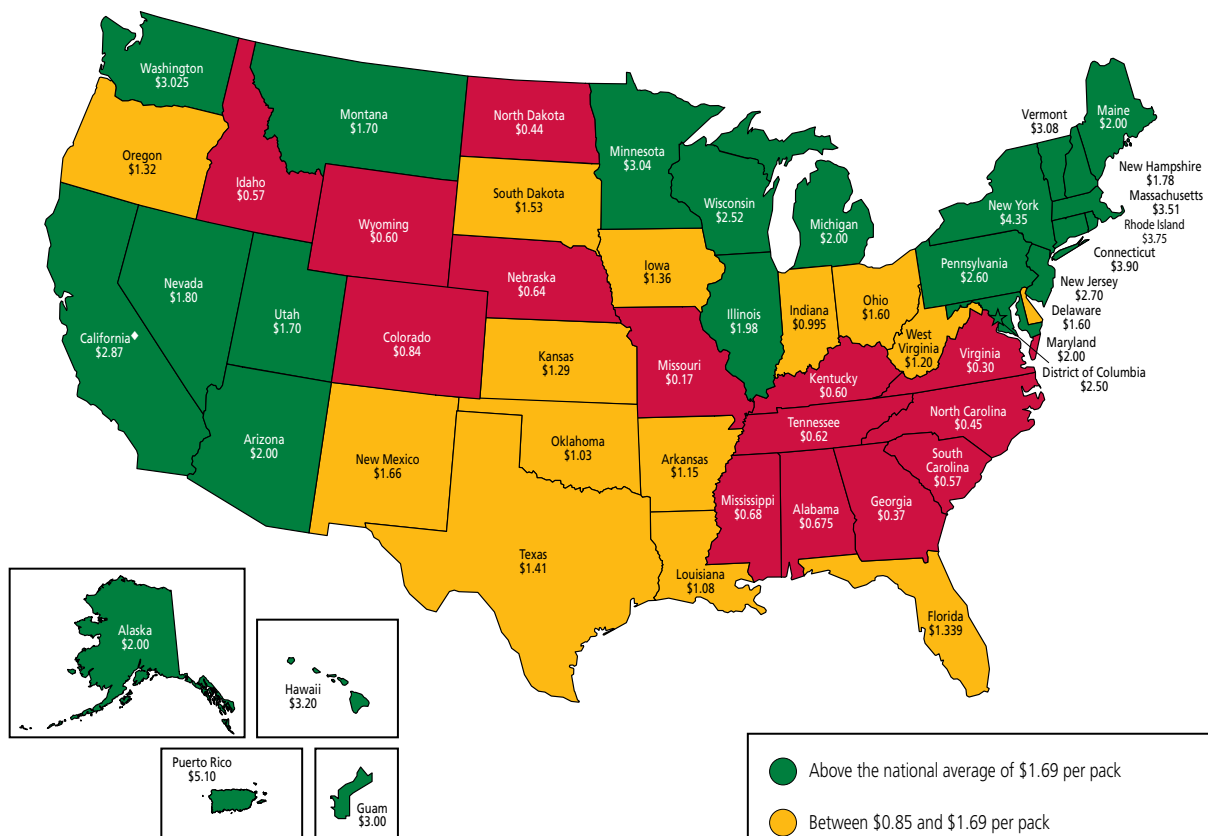 Washington
$3.025
Montana
$1.70
North Dakota
$0.44
Minnesota
$3.04
Vermont
$3.08
Maine
$2.00
Oregon
$1.32
Idaho
$0.57
Wyoming
$0.60
South Dakota
$1.53
Wisconsin
$2.52
Michigan
$2.00
New York
$4.35
New Hampshire
$1.78
Massachusetts
$3.51
Rhode Island
$3.75
Connecticut
$3.90
Nevada
$1.80
Utah
$1.70
Colorado
$0.84
Nebraska
$0.64
Iowa
$1.36
Illinois
$1.98
Indiana
$0.995
Ohio
$1.60
Pennsylvania
$2.60
New Jersey
$2.70
Delaware
$1.60
Maryland
$2.00
District of Columbia
$2.50
California♦
$2.87
Kansas
$1.29
Missouri
$0.17
Kentucky
$0.60
West
Virginia
$1.20
Virginia
$0.30
Arizona
$2.00
New Mexico
$1.66
Oklahoma
$1.03
Arkansas
$1.15
Tennessee
$0.62
North Carolina
$0.45
South
Carolina
$0.57
Texas
$1.41
Louisiana
$1.08
Mississippi
$0.68
Alabama
$0.675
Georgia
$0.37
Florida
$1.339
Alaska
$2.00
Hawaii
$3.20
Puerto Rico
$5.10
Guam
$3.00
Above the national average of $1.69 per pack
Between $0.85 and $1.69 per pack